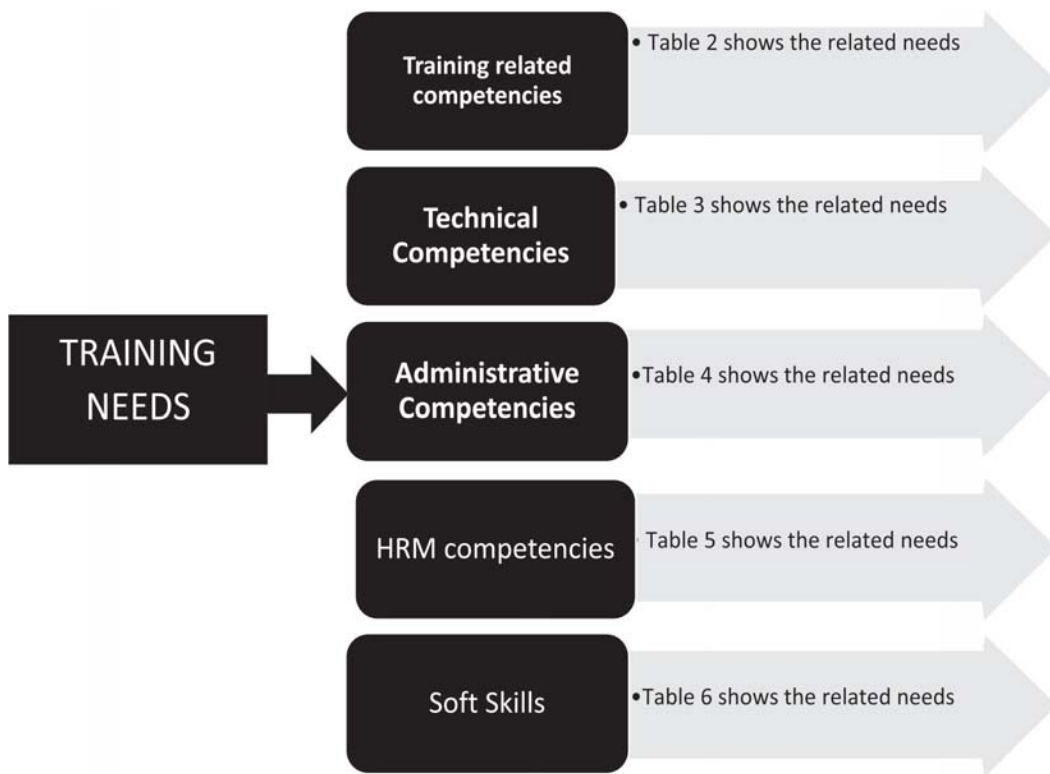 Training related
competencies
• Table 2 shows the related needs
Technical
Competencies
• Table 3 shows the related needs
TRAINING
NEEDS
Administrative
Competencies
•Table 4 shows the related needs
HRM competencies
· Table 5 shows the related needs
Soft Skills
•Table 6 shows the related needs